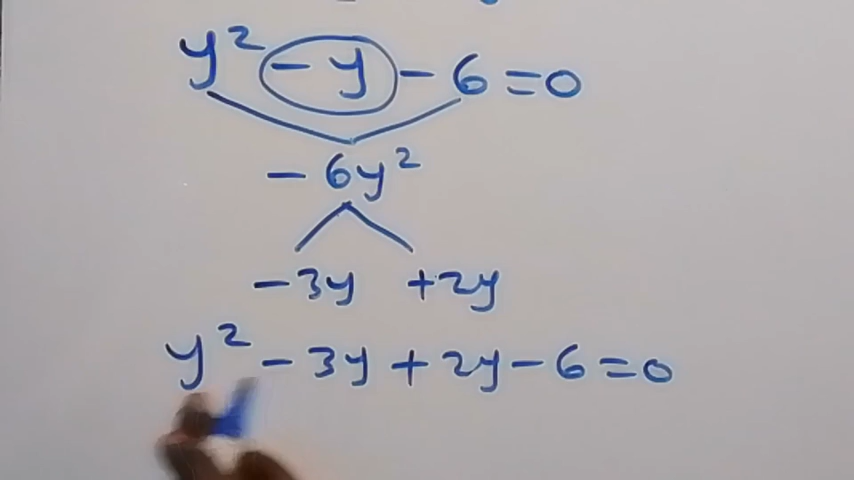 y² - y - 6 = 0
- 6y²
- 3y + 2y
y² - 3y + 2y - 6 = 0